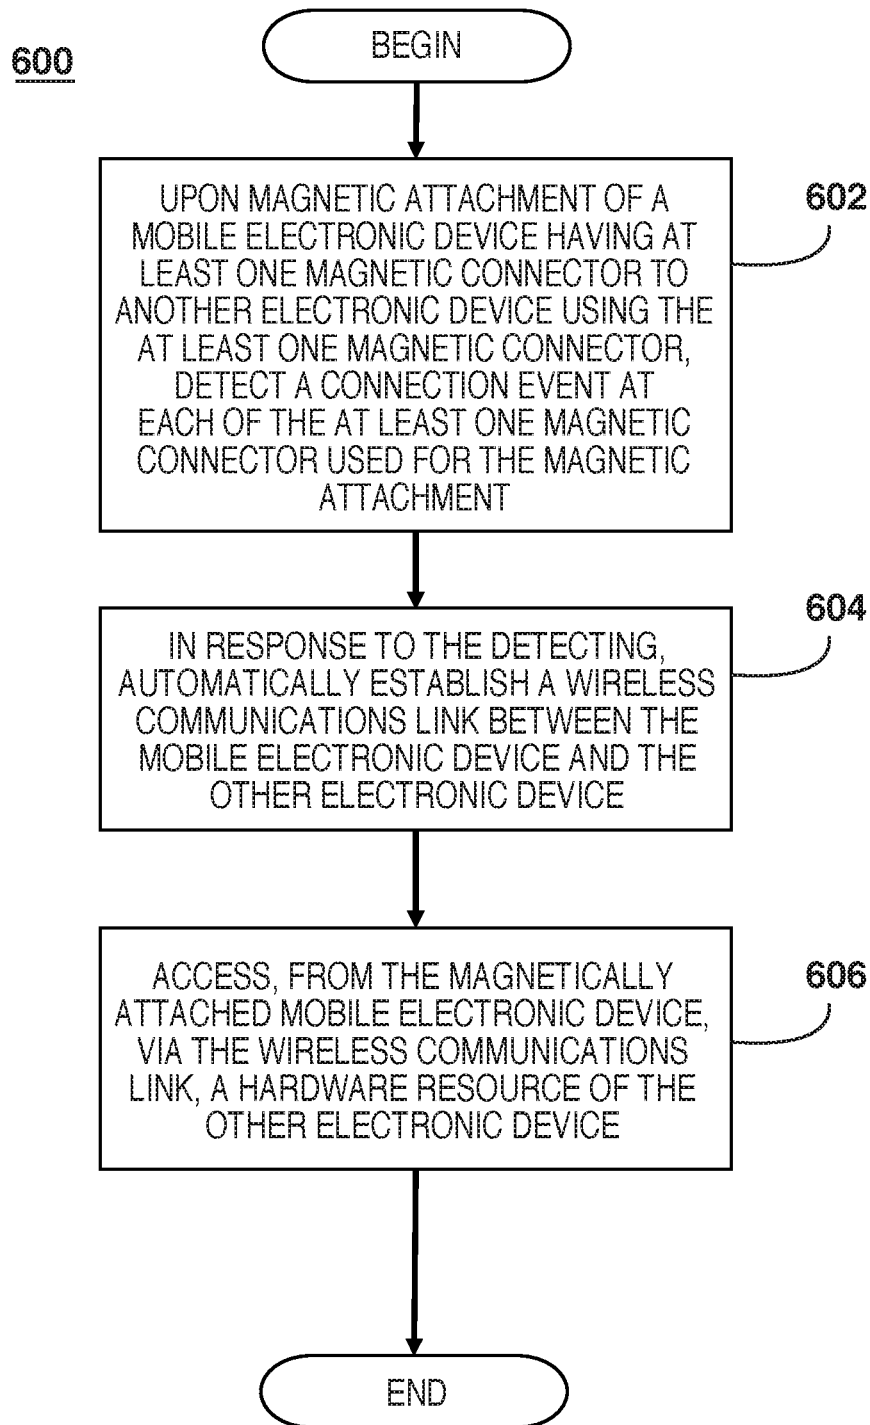 BEGIN
600
UPON MAGNETIC ATTACHMENT OF A
MOBILE ELECTRONIC DEVICE HAVING AT
LEAST ONE MAGNETIC CONNECTOR TO
ANOTHER ELECTRONIC DEVICE USING THE
AT LEAST ONE MAGNETIC CONNECTOR,
DETECT A CONNECTION EVENT AT
EACH OF THE AT LEAST ONE MAGNETIC
CONNECTOR USED FOR THE MAGNETIC
ATTACHMENT
602
IN RESPONSE TO THE DETECTING,
AUTOMATICALLY ESTABLISH A WIRELESS
COMMUNICATIONS LINK BETWEEN THE
MOBILE ELECTRONIC DEVICE AND THE
OTHER ELECTRONIC DEVICE
604
ACCESS, FROM THE MAGNETICALLY
ATTACHED MOBILE ELECTRONIC DEVICE,
VIA THE WIRELESS COMMUNICATIONS
LINK, A HARDWARE RESOURCE OF THE
OTHER ELECTRONIC DEVICE
606
END